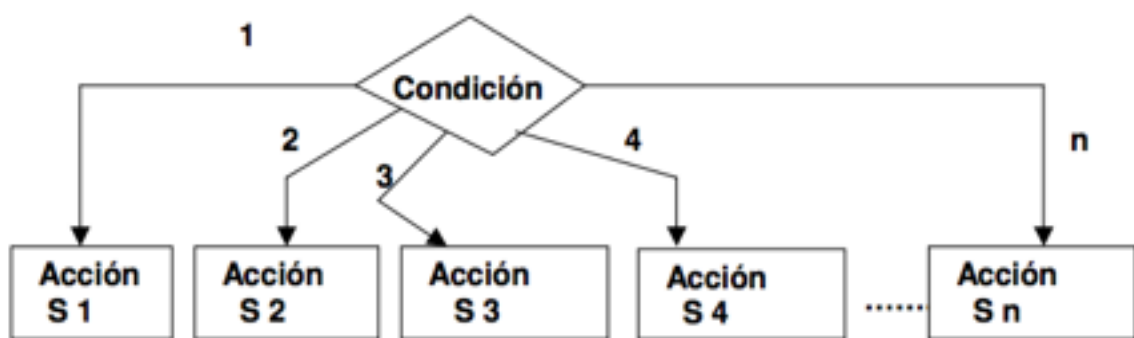 1
Condición
2
4
n
3
Acción
S 1
Acción
S 2
Acción
S 3
Acción
S 4
Acción
S n